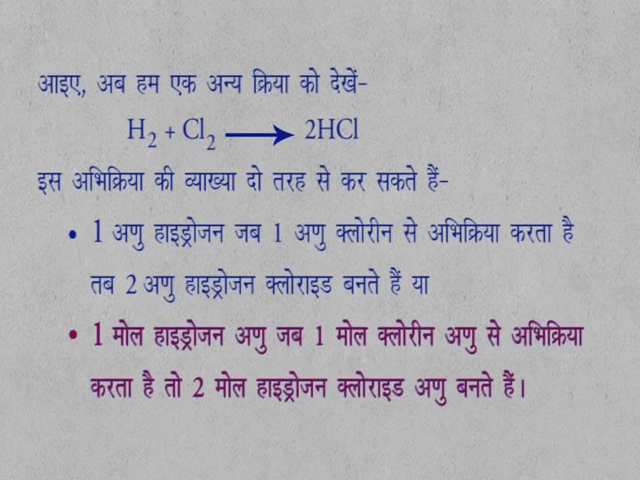 आइए, अब हम एक अन्य क्रिया को देखें-
H₂ + Cl₂ ⟶ 2HCl
इस अभिक्रिया की व्याख्या दो तरह से कर सकते हैं-
• 1 अणु हाइड्रोजन जब 1 अणु क्लोरीन से अभिक्रिया करता है
तब 2 अणु हाइड्रोजन क्लोराइड बनते हैं या
• 1 मोल हाइड्रोजन अणु जब 1 मोल क्लोरीन अणु से अभिक्रिया
करता है तो 2 मोल हाइड्रोजन क्लोराइड अणु बनते हैं।